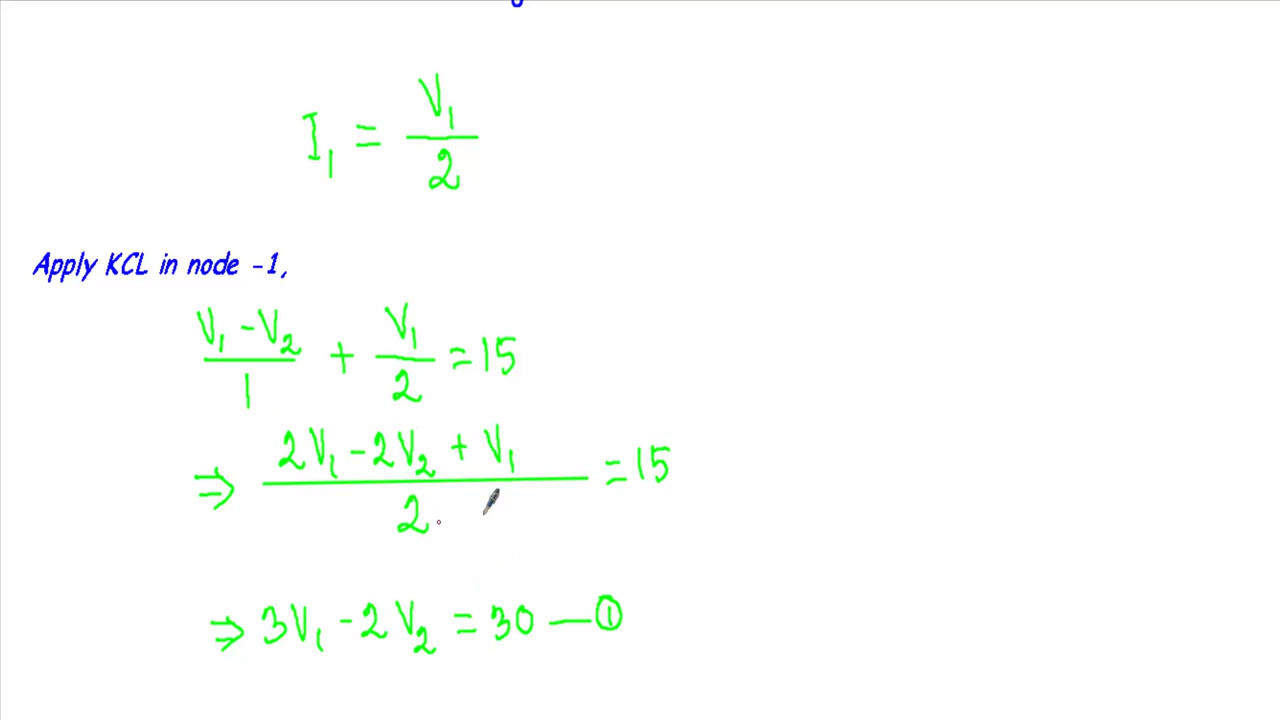 I₁ = V₁/2
Apply KCL in node -1,
(V₁ - V₂)/1 + V₁/2 = 15
⇒ (2V₁ - 2V₂ + V₁)/2 = 15
⇒ 3V₁ - 2V₂ = 30 — ①